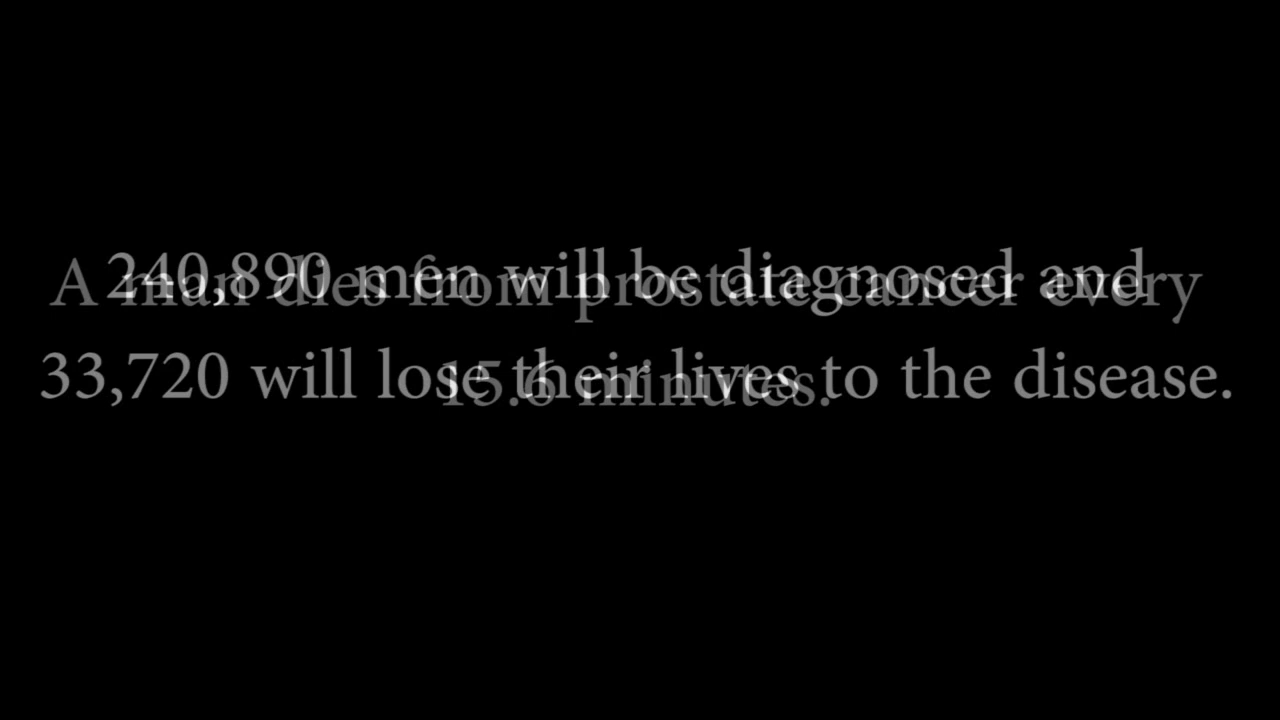 240,890 men will be diagnosed and
33,720 will lose their lives to the disease.
A man dies from prostate cancer every
15.6 minutes.